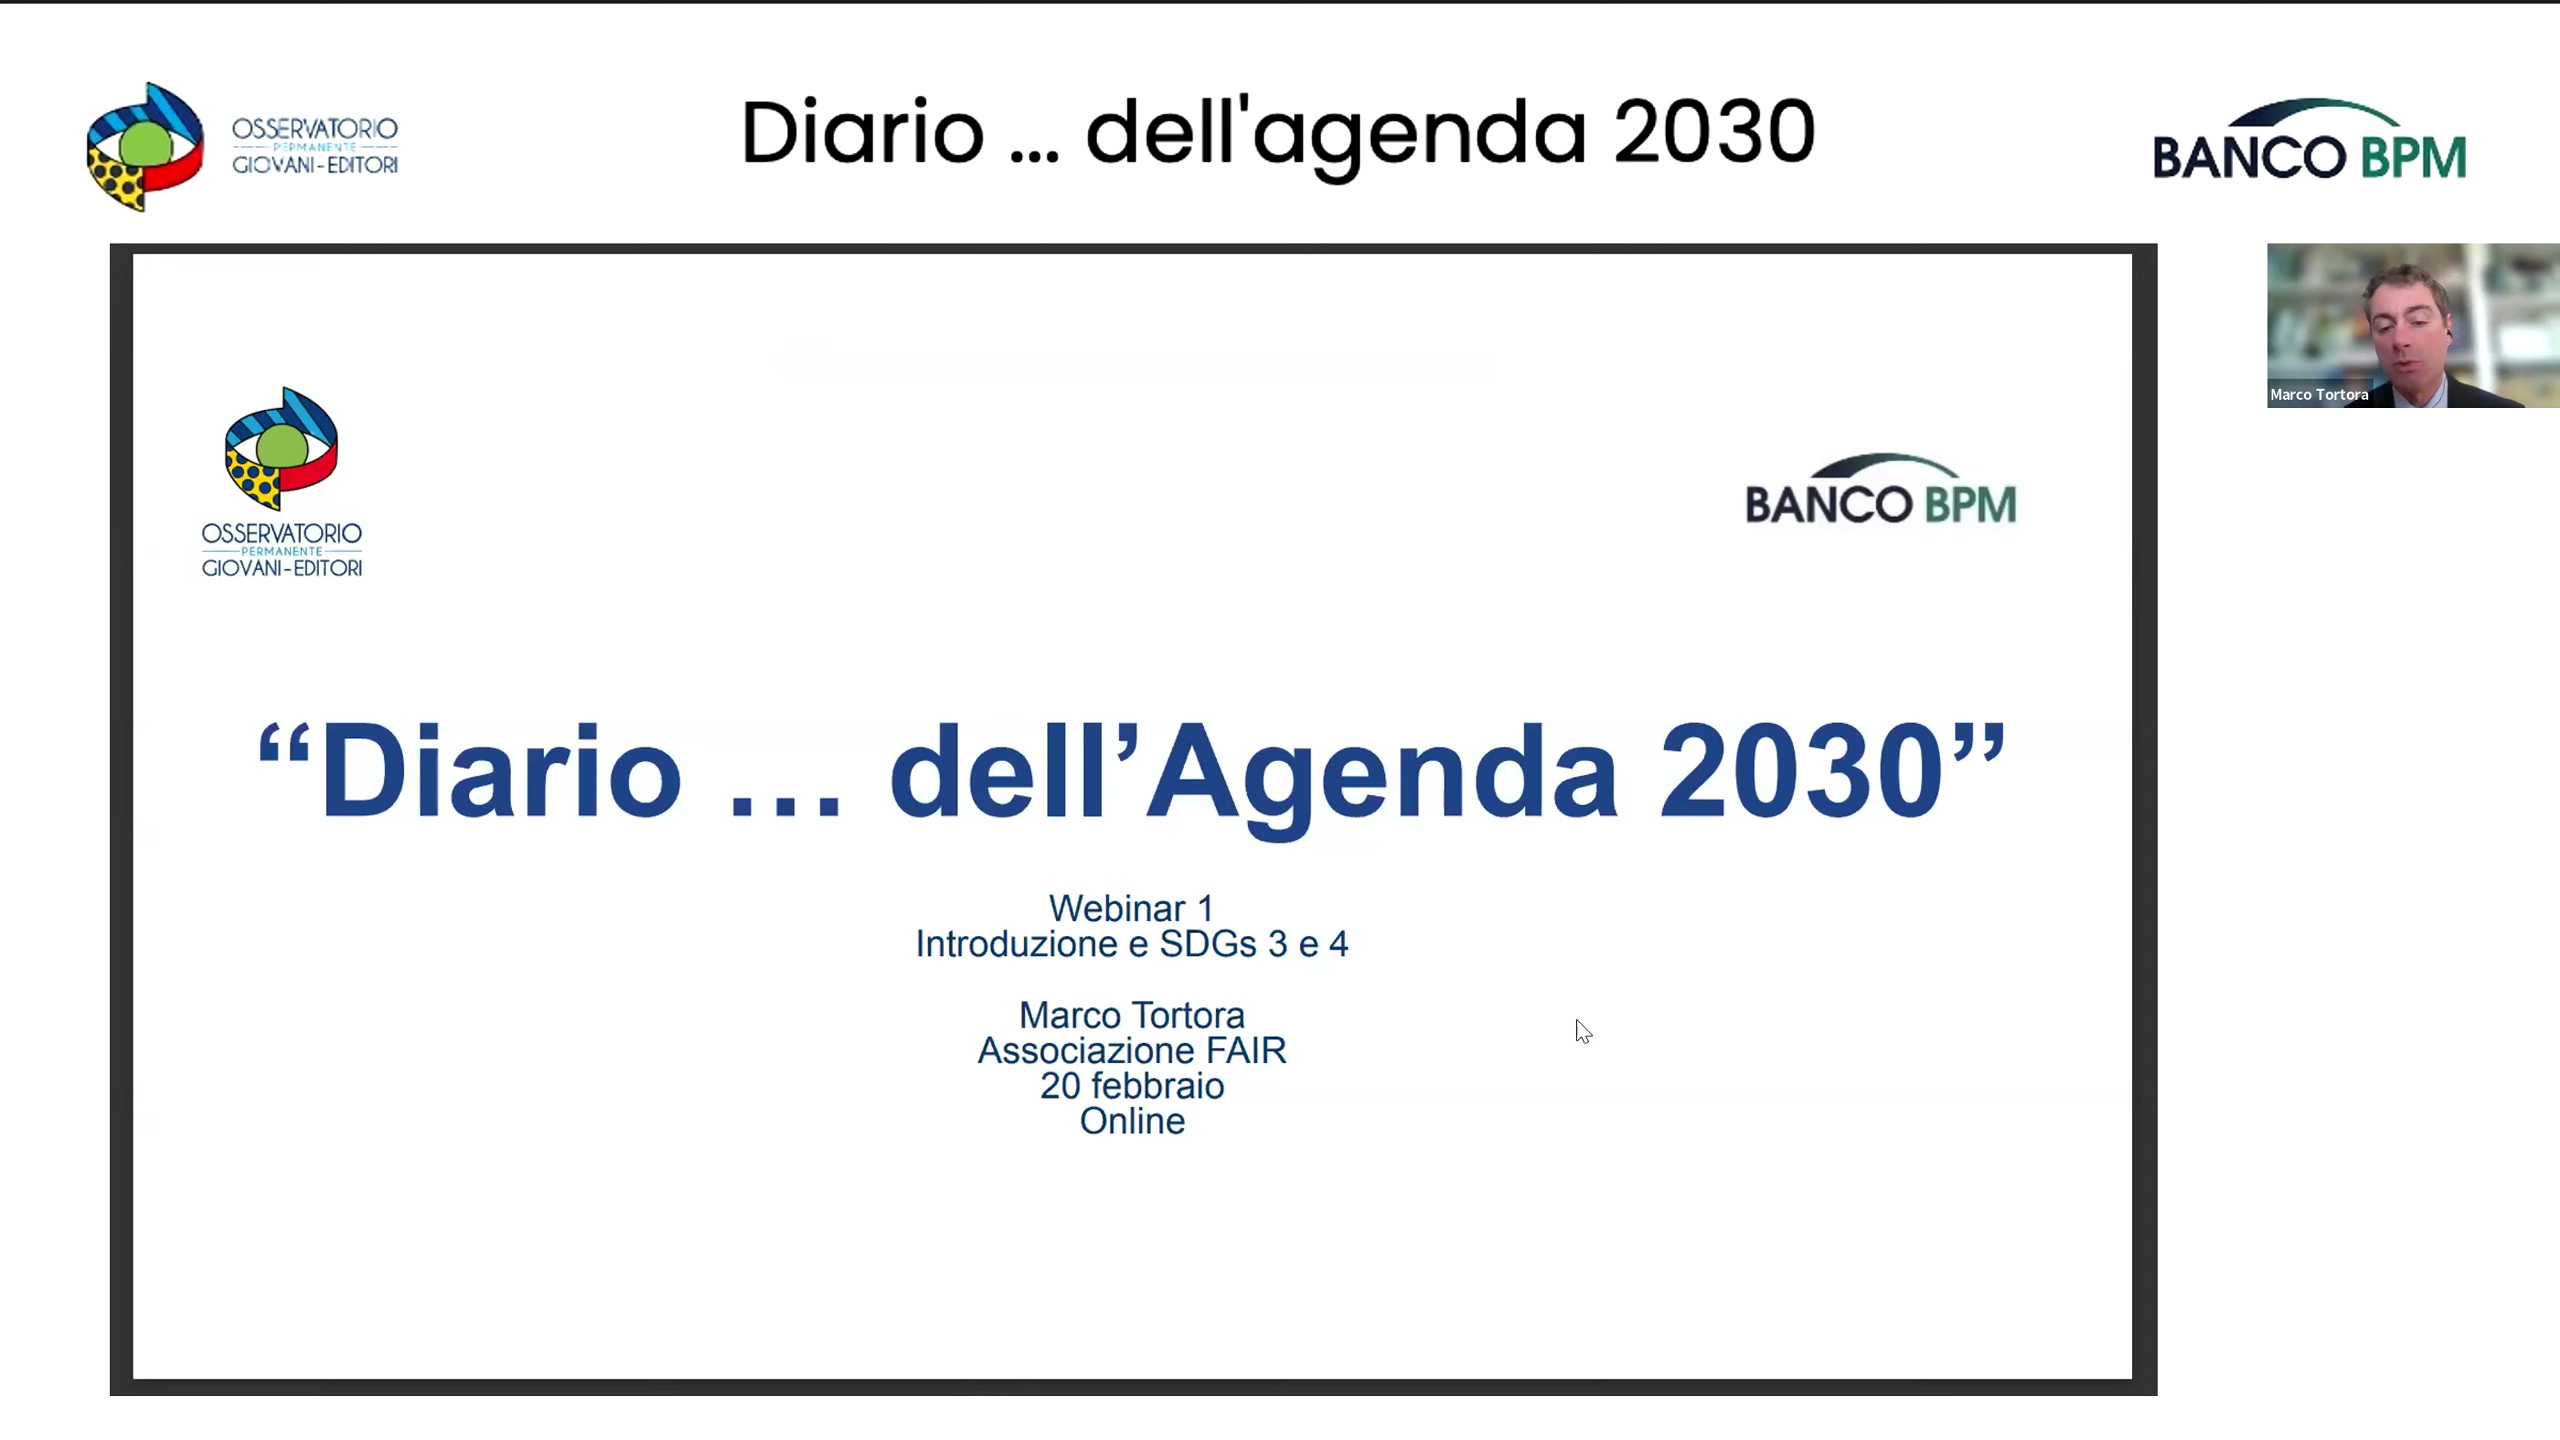 OSSERVATORIO
PERMANENTE
GIOVANI-EDITORI
Diario ... dell'agenda 2030
BANCO BPM
Marco Tortora
OSSERVATORIO
PERMANENTE
GIOVANI-EDITORI
BANCO BPM
“Diario … dell’Agenda 2030”
Webinar 1
Introduzione e SDGs 3 e 4
Marco Tortora
Associazione FAIR
20 febbraio
Online